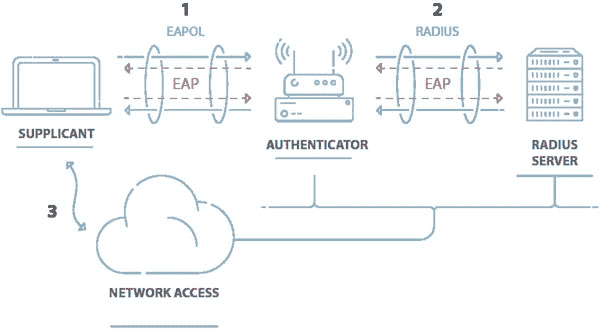 1
2
EAPOL
RADIUS
EAP
EAP
SUPPLICANT
AUTHENTICATOR
RADIUS
SERVER
3
NETWORK ACCESS